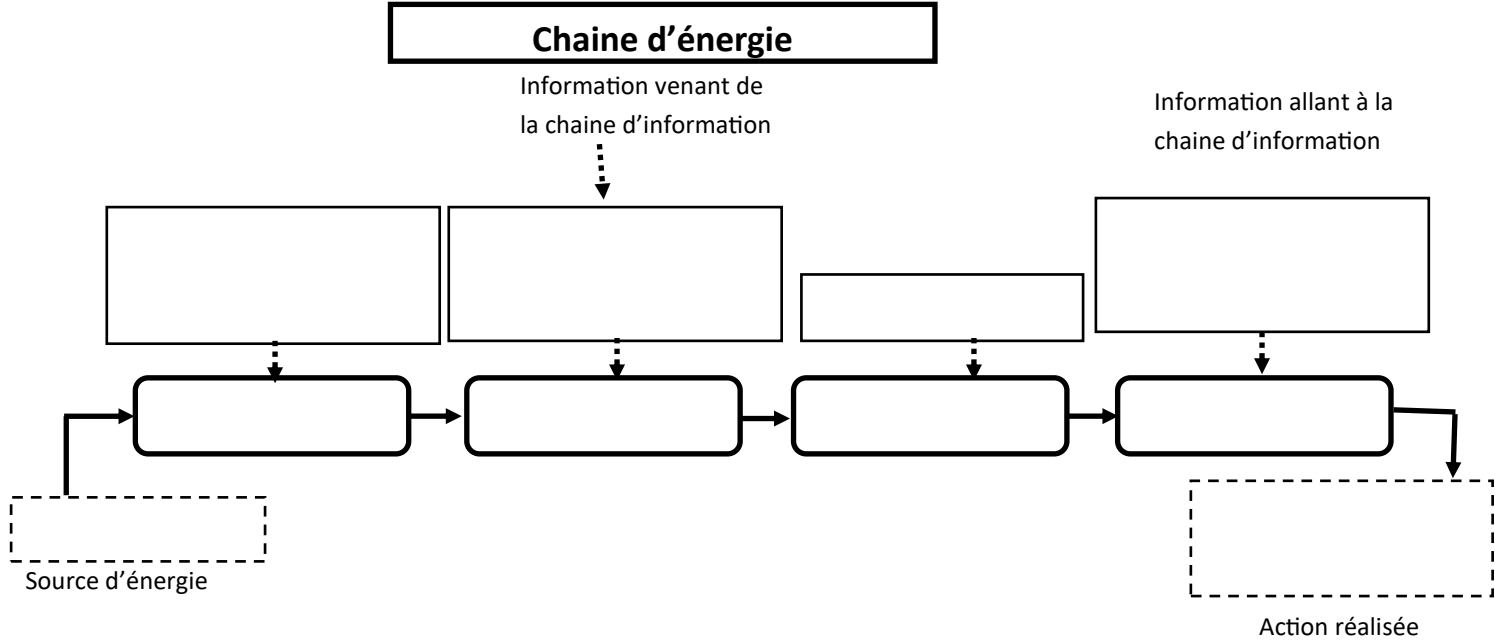 Chaine d’énergie
Information venant de
la chaine d’information
Information allant à la
chaine d’information
Source d’énergie
Action réalisée